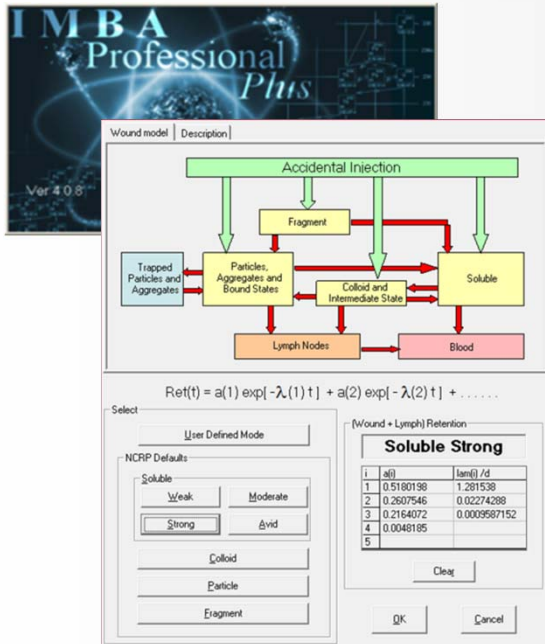 IMBA
Professional
Plus
Ver 4.0.8
Wound model
Description
Accidental Injection
Fragment
Trapped
Particles and
Aggregates
Particles,
Aggregates and
Bound States
Colloid and
Intermediate State
Soluble
Lymph Nodes
Blood
Ret(t) = a(1) exp[ -λ(1) t ] + a(2) exp[ -λ(2) t ] + . . . . . .
Select
User Defined Mode
NCRP Defaults
Soluble
Weak
Moderate
Strong
Avid
Colloid
Particle
Fragment
(Wound + Lymph) Retention
Soluble Strong
i a(i) lam(i) /d
1 0.5180198 1.281538
2 0.2607546 0.02274288
3 0.2164072 0.0009587152
4 0.0048185
5
Clear
OK
Cancel